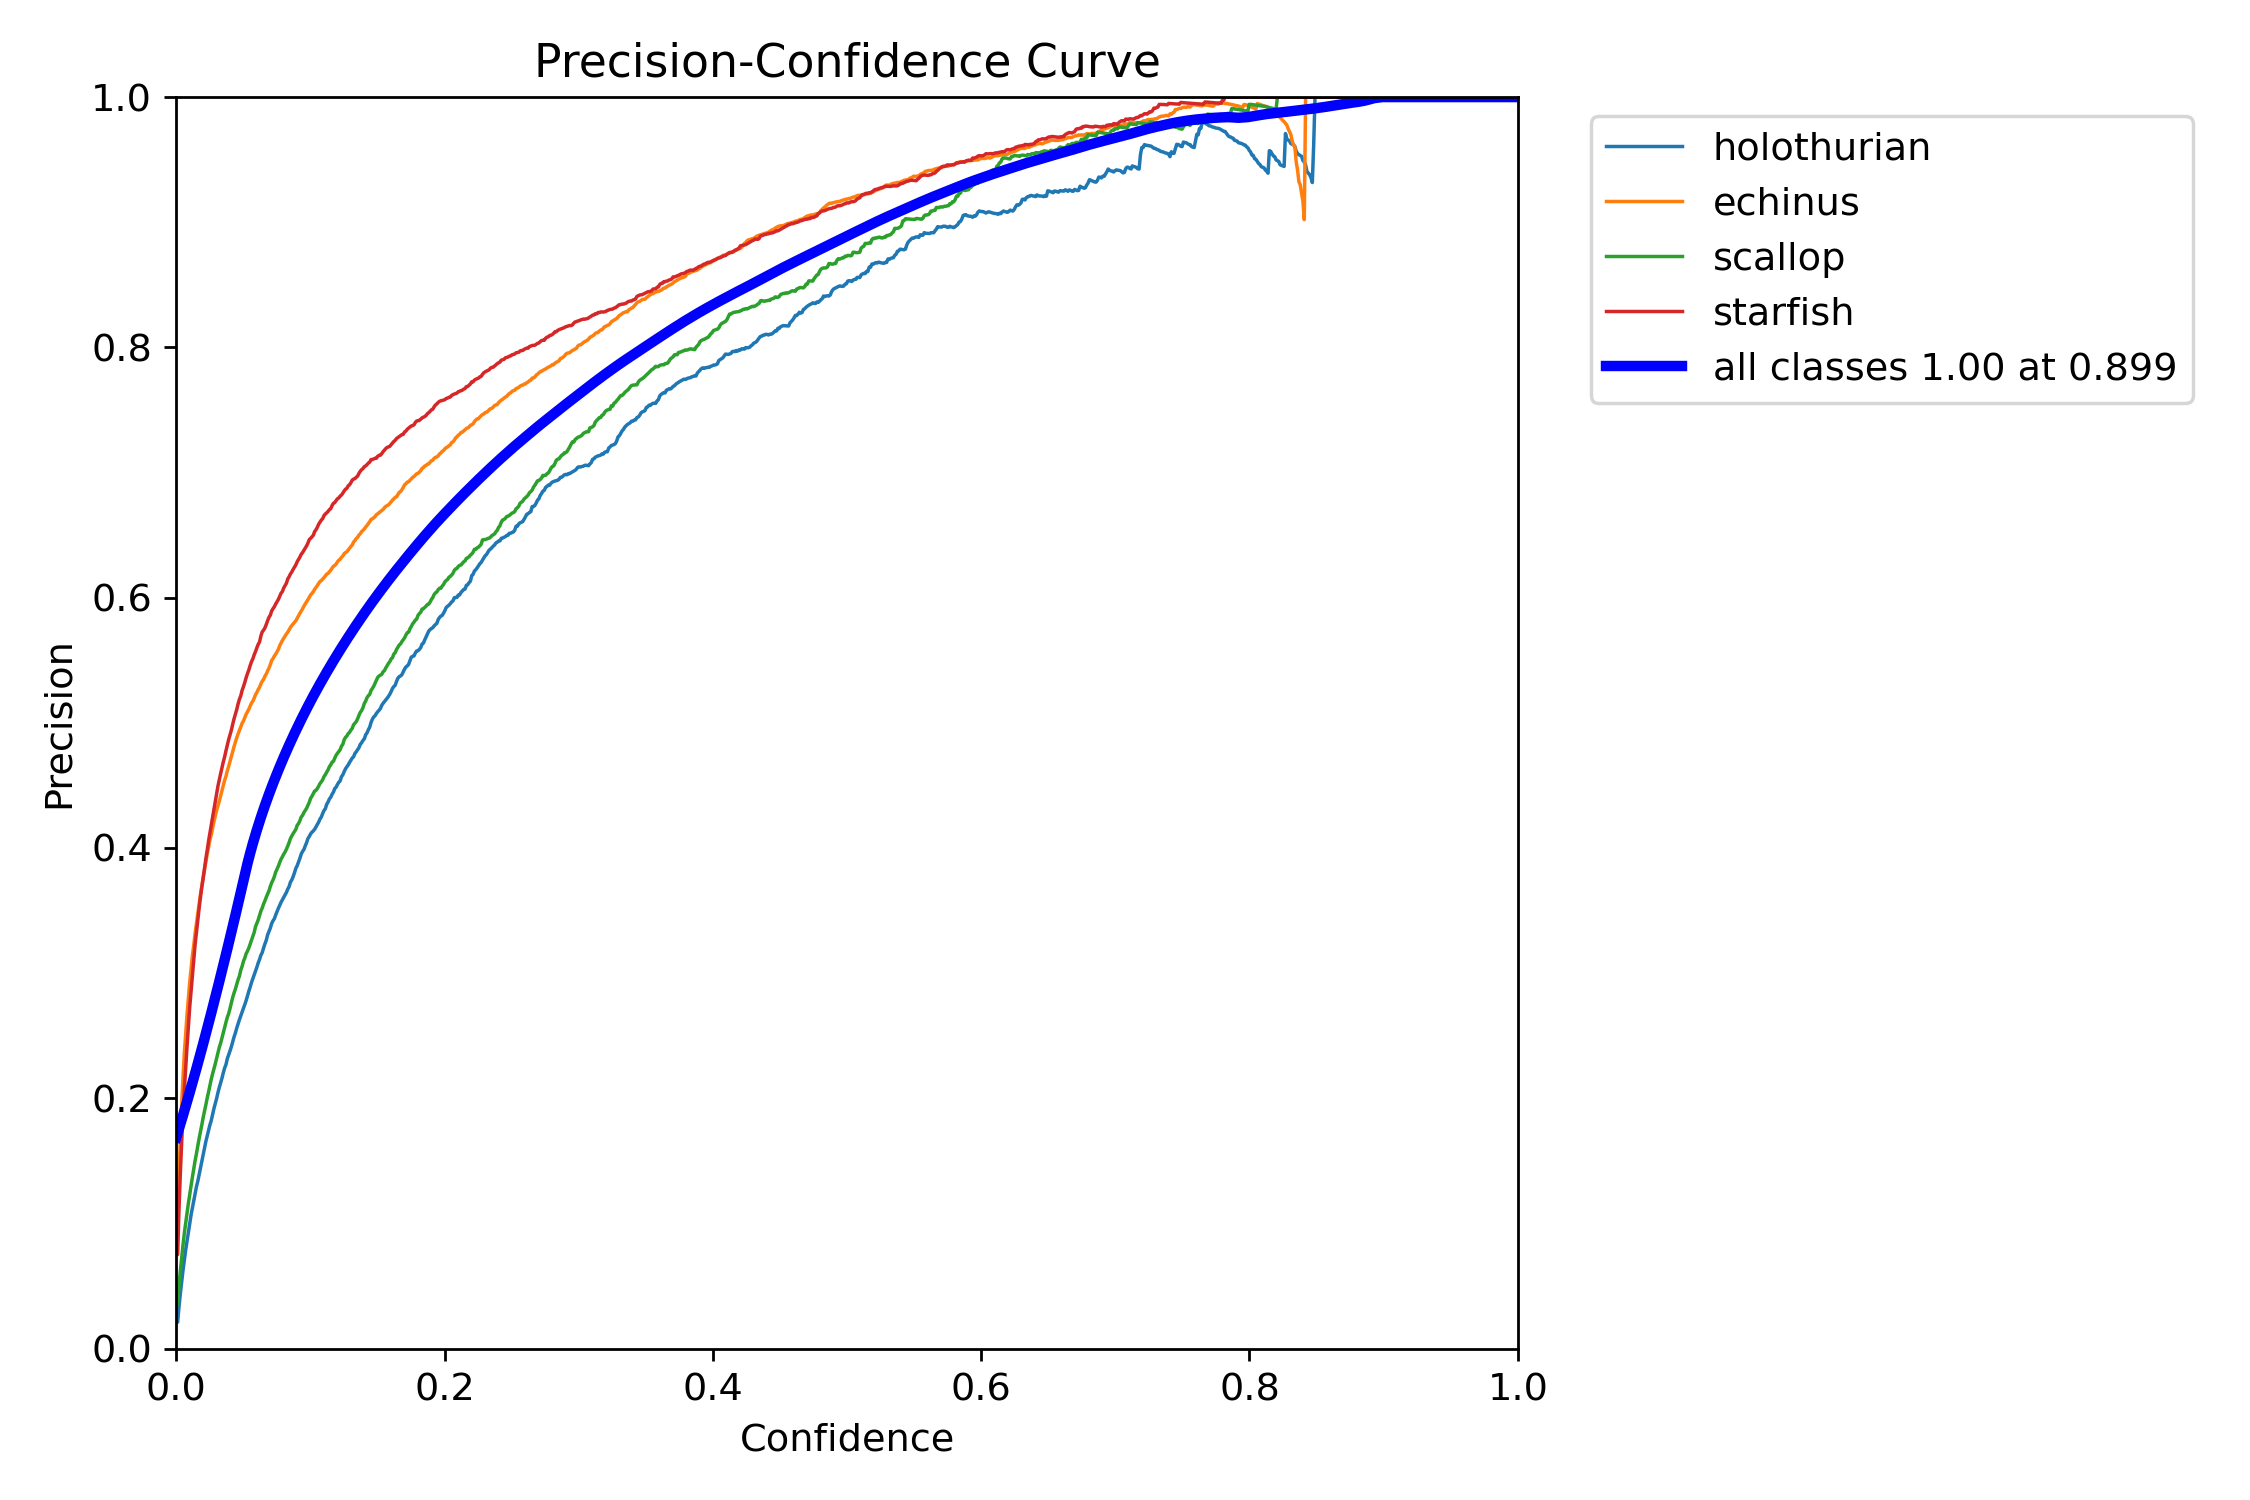 Precision-Confidence Curve
1.0
0.8
0.6
0.4
0.2
0.0
Precision
0.0 0.2 0.4 0.6 0.8 1.0
Confidence
holothurian
echinus
scallop
starfish
all classes 1.00 at 0.899